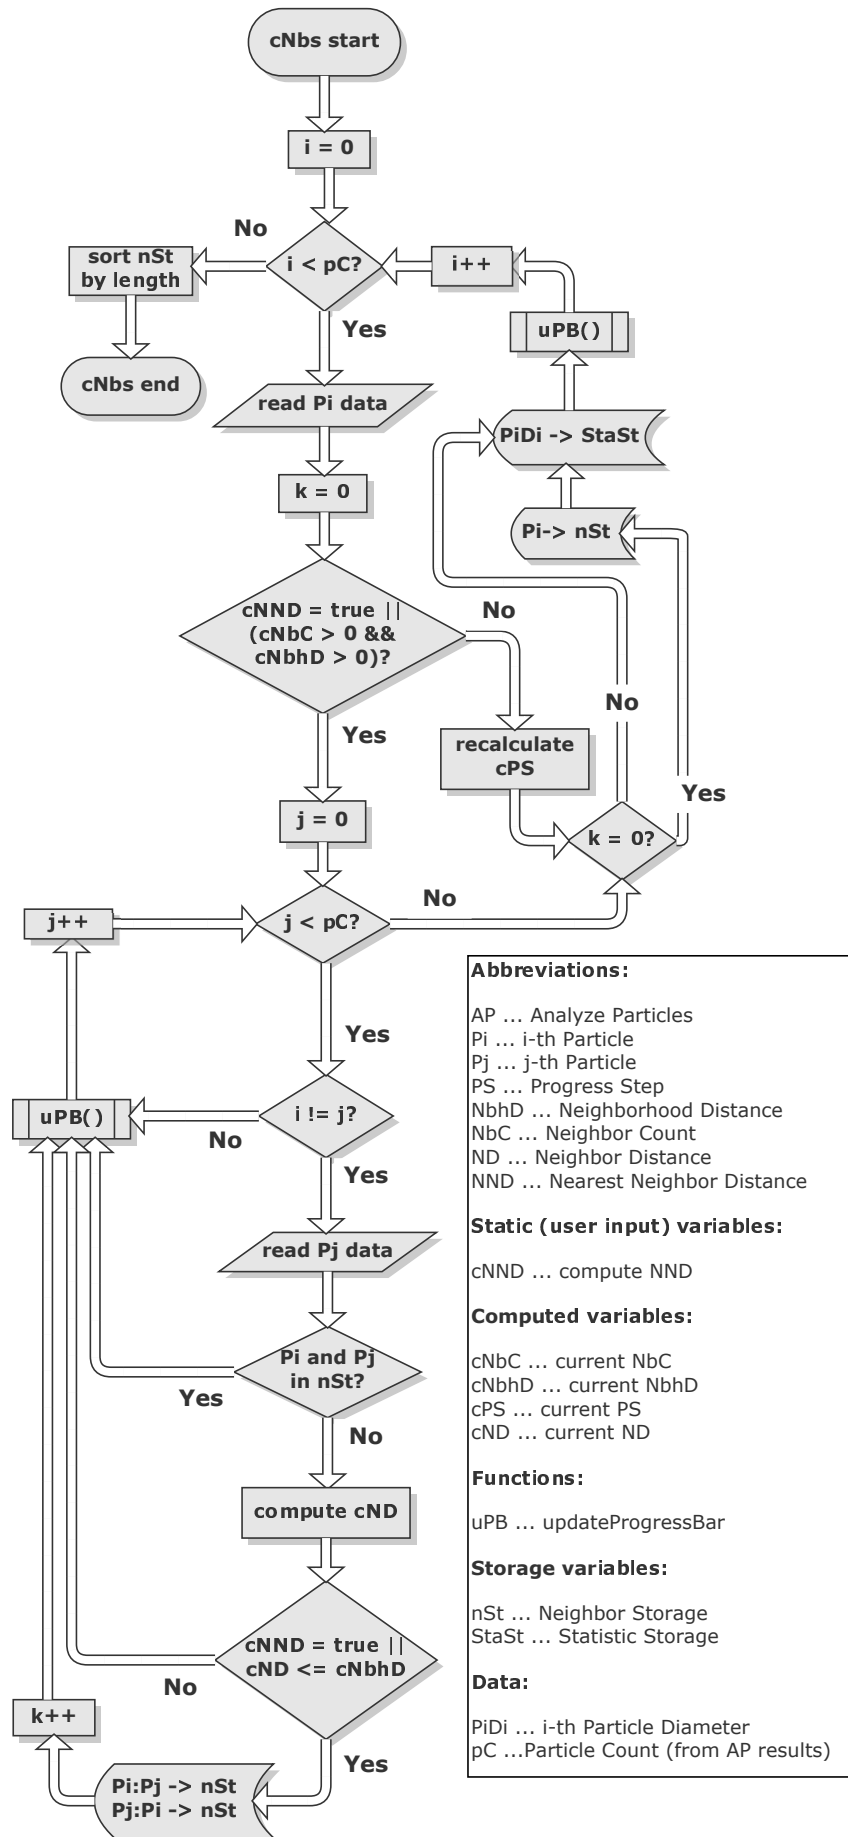 cNbs start
i = 0
No
i < pC?
i++
sort nSt
by length
Yes
uPB()
cNbs end
read Pi data
PiDi -> StaSt
k = 0
Pi-> nSt
cNND = true ||
(cNbC > 0 &&
cNbhD > 0)?
No
No
Yes
recalculate
cPS
Yes
j = 0
k = 0?
No
j++
j < pC?
Yes
uPB()
i != j?
No
Yes
read Pj data
Pi and Pj
in nSt?
Yes
No
compute cND
cNND = true ||
cND <= cNbhD
No
k++
Yes
Pi:Pj -> nSt
Pj:Pi -> nSt
Abbreviations:
AP ... Analyze Particles
Pi ... i-th Particle
Pj ... j-th Particle
PS ... Progress Step
NbhD ... Neighborhood Distance
NbC ... Neighbor Count
ND ... Neighbor Distance
NND ... Nearest Neighbor Distance
Static (user input) variables:
cNND ... compute NND
Computed variables:
cNbC ... current NbC
cNbhD ... current NbhD
cPS ... current PS
cND ... current ND
Functions:
uPB ... updateProgressBar
Storage variables:
nSt ... Neighbor Storage
StaSt ... Statistic Storage
Data:
PiDi ... i-th Particle Diameter
pC ...Particle Count (from AP results)